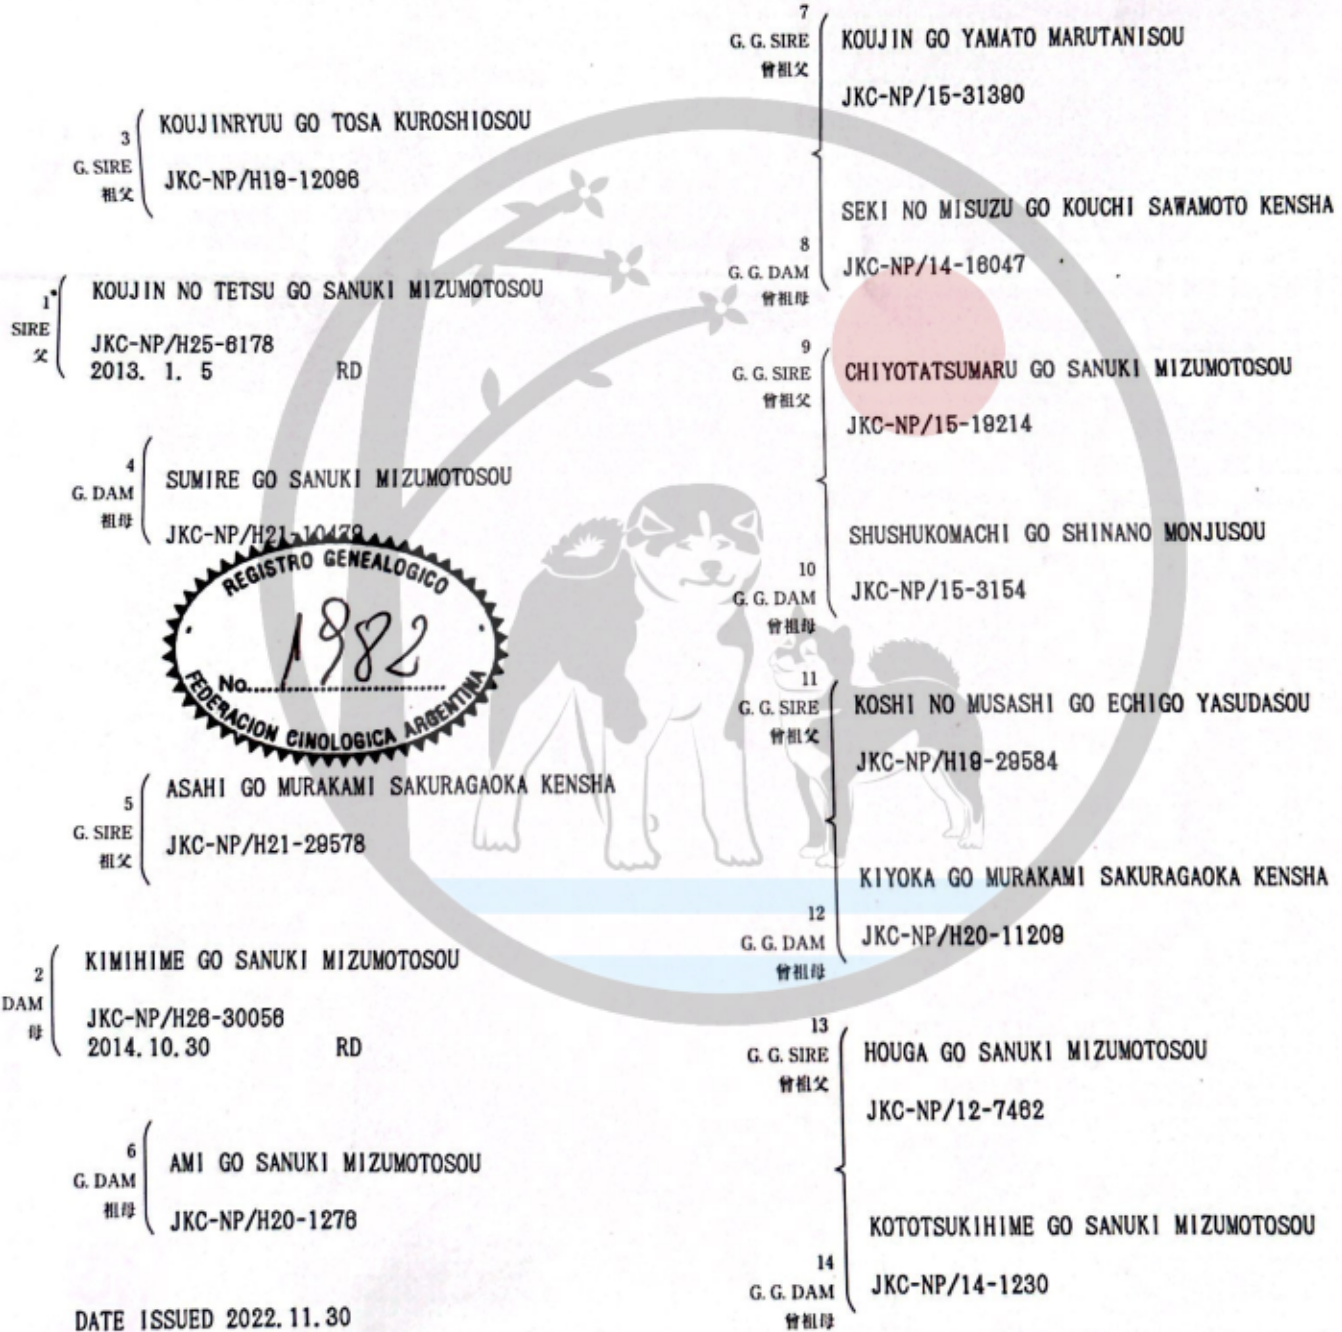 7
G. G. SIRE
曾祖父
KOUJIN GO YAMATO MARUTANISOU
JKC-NP/15-31390
3
G. SIRE
祖父
KOUJINRYUU GO TOSA KUROSHIOSOU
JKC-NP/H19-12096
8
G. G. DAM
曾祖母
SEKI NO MISUZU GO KOUCHI SAWAMOTO KENSHA
JKC-NP/14-16047
1
SIRE
父
KOUJIN NO TETSU GO SANUKI MIZUMOTOSOU
JKC-NP/H25-6178
2013. 1. 5 RD
9
G. G. SIRE
曾祖父
CHIYOTATSUMARU GO SANUKI MIZUMOTOSOU
JKC-NP/15-19214
4
G. DAM
祖母
SUMIRE GO SANUKI MIZUMOTOSOU
JKC-NP/H21-10479
10
G. G. DAM
曾祖母
SHUSHUKOMACHI GO SHINANO MONJUSOU
JKC-NP/15-3154
REGISTRO GENEALOGICO
No. 1982
FEDERACION CINOLOGICA ARGENTINA
11
G. G. SIRE
曾祖父
KOSHI NO MUSASHI GO ECHIGO YASUDASOU
JKC-NP/H19-29584
5
G. SIRE
祖父
ASAHI GO MURAKAMI SAKURAGAOKA KENSHA
JKC-NP/H21-29578
12
G. G. DAM
曾祖母
KIYOKA GO MURAKAMI SAKURAGAOKA KENSHA
JKC-NP/H20-11209
2
DAM
母
KIMIHIME GO SANUKI MIZUMOTOSOU
JKC-NP/H26-30056
2014. 10. 30 RD
13
G. G. SIRE
曾祖父
HOUGA GO SANUKI MIZUMOTOSOU
JKC-NP/12-7462
6
G. DAM
祖母
AMI GO SANUKI MIZUMOTOSOU
JKC-NP/H20-1276
14
G. G. DAM
曾祖母
KOTOTSUKIHIME GO SANUKI MIZUMOTOSOU
JKC-NP/14-1230
DATE ISSUED 2022. 11. 30